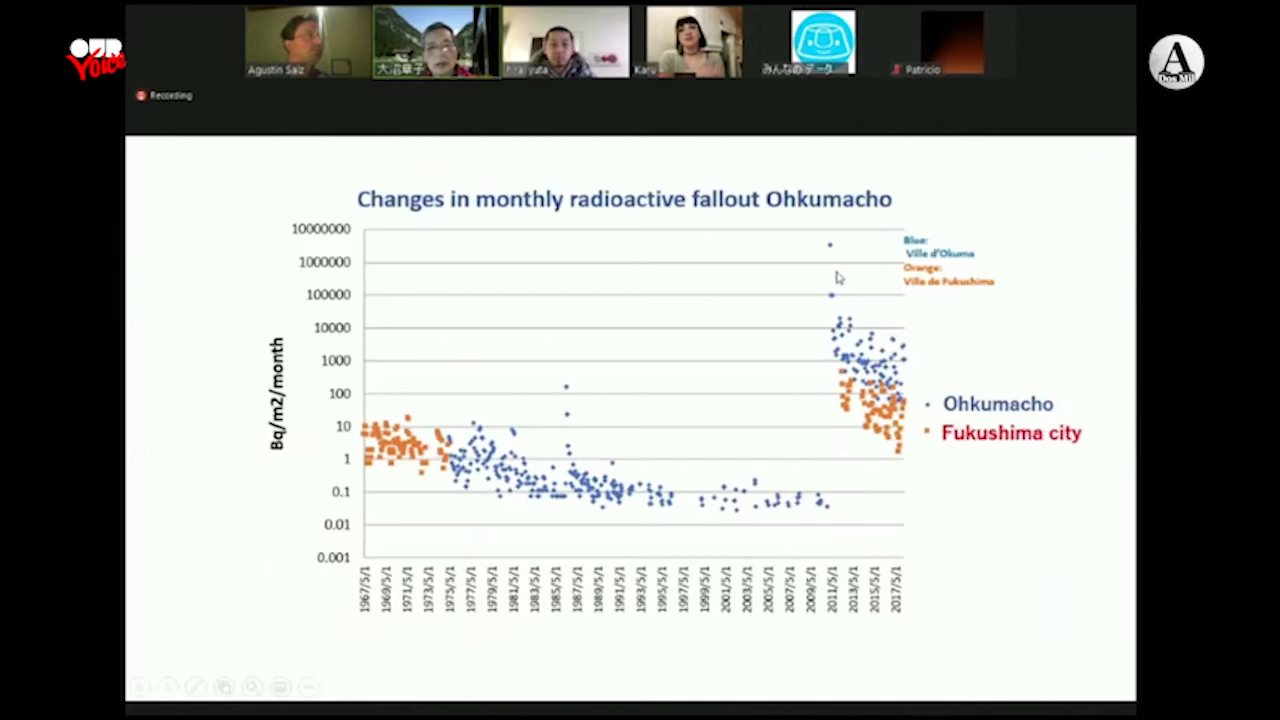 OUR
Voice
A
Dos Mil
Agustin Saiz
大沼章子
hirai yuta
Karu
みんなのデータ
Patricio
Recording
Changes in monthly radioactive fallout Ohkumacho
Bq/m2/month
10000000
1000000
100000
10000
1000
100
10
1
0.1
0.01
0.001
1967/5/1
1969/5/1
1971/5/1
1973/5/1
1975/5/1
1977/5/1
1979/5/1
1981/5/1
1983/5/1
1985/5/1
1987/5/1
1989/5/1
1991/5/1
1993/5/1
1995/5/1
1997/5/1
1999/5/1
2001/5/1
2003/5/1
2005/5/1
2007/5/1
2009/5/1
2011/5/1
2013/5/1
2015/5/1
2017/5/1
Blue:
Ville d'Okuma
Orange:
Ville de Fukushima
Ohkumacho
Fukushima city